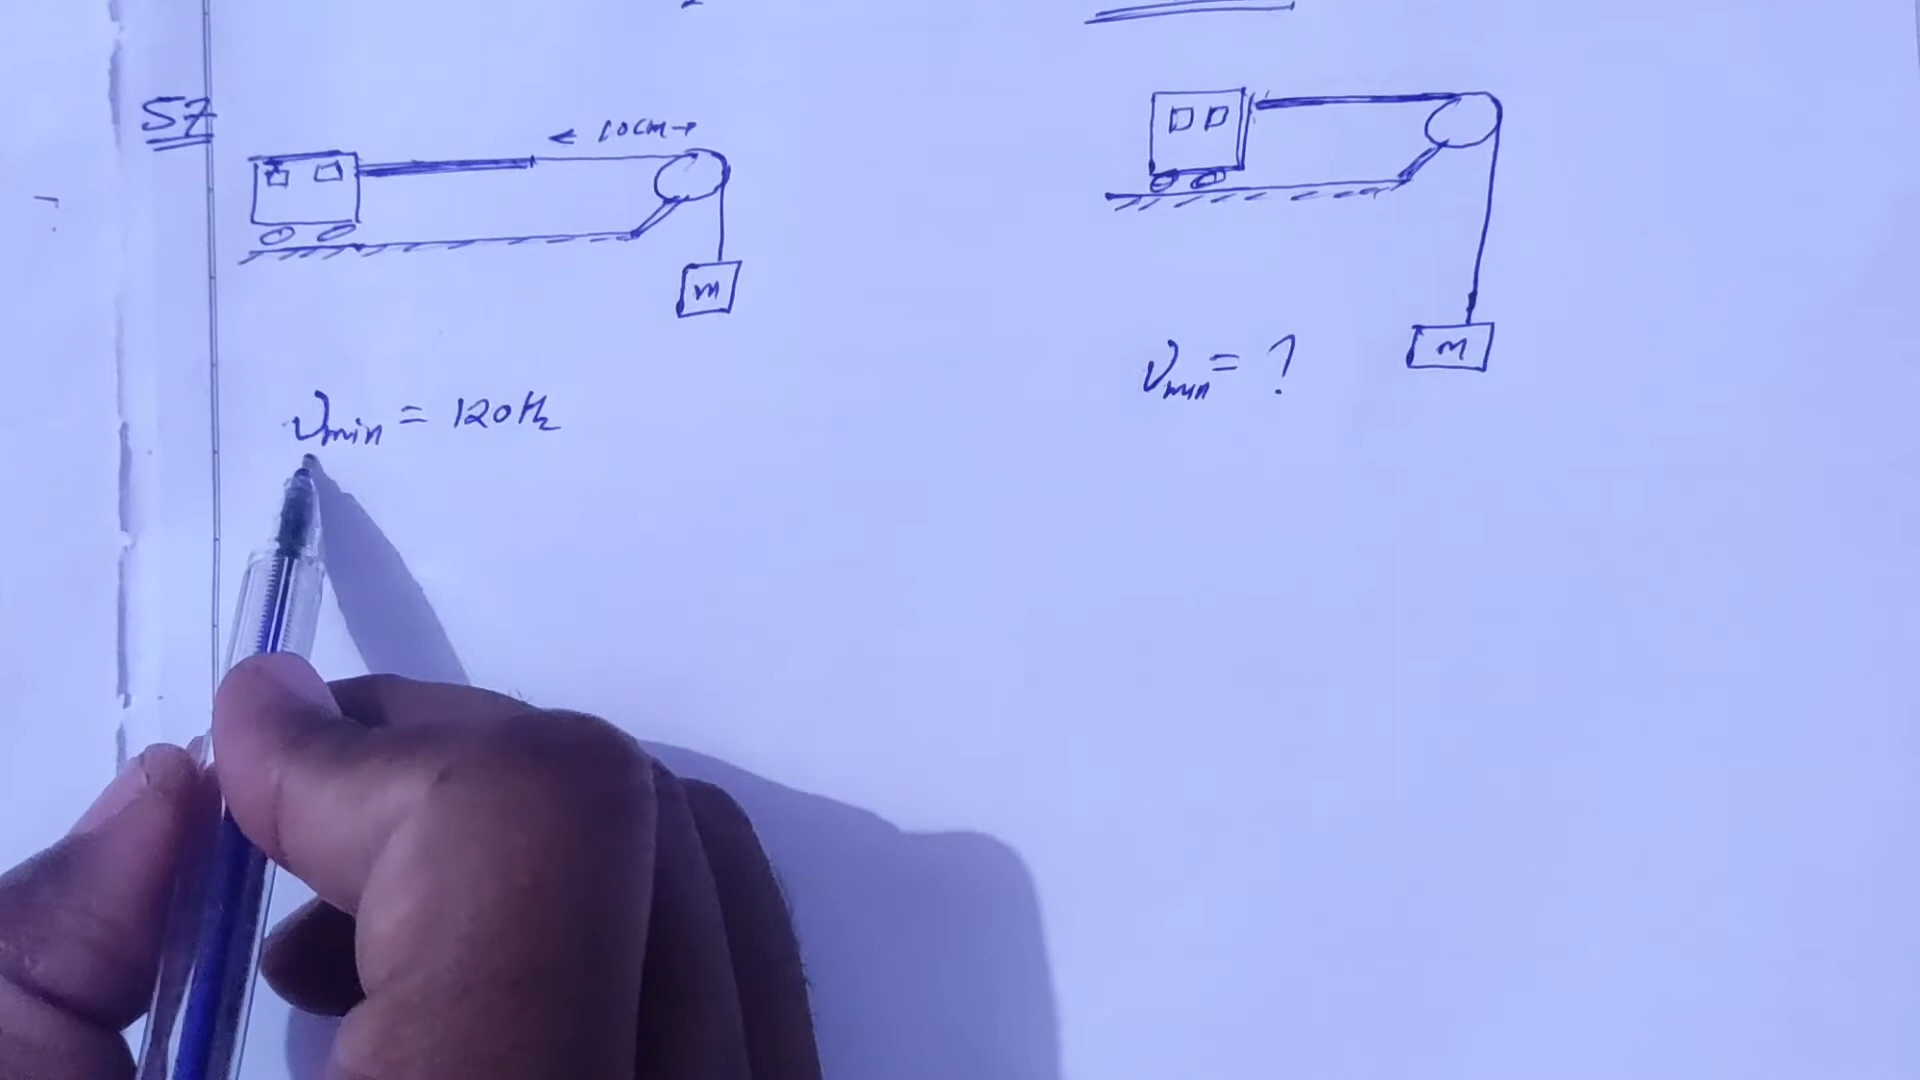 57
10cm
m
m
νmin = 120Hz
νmin = ?